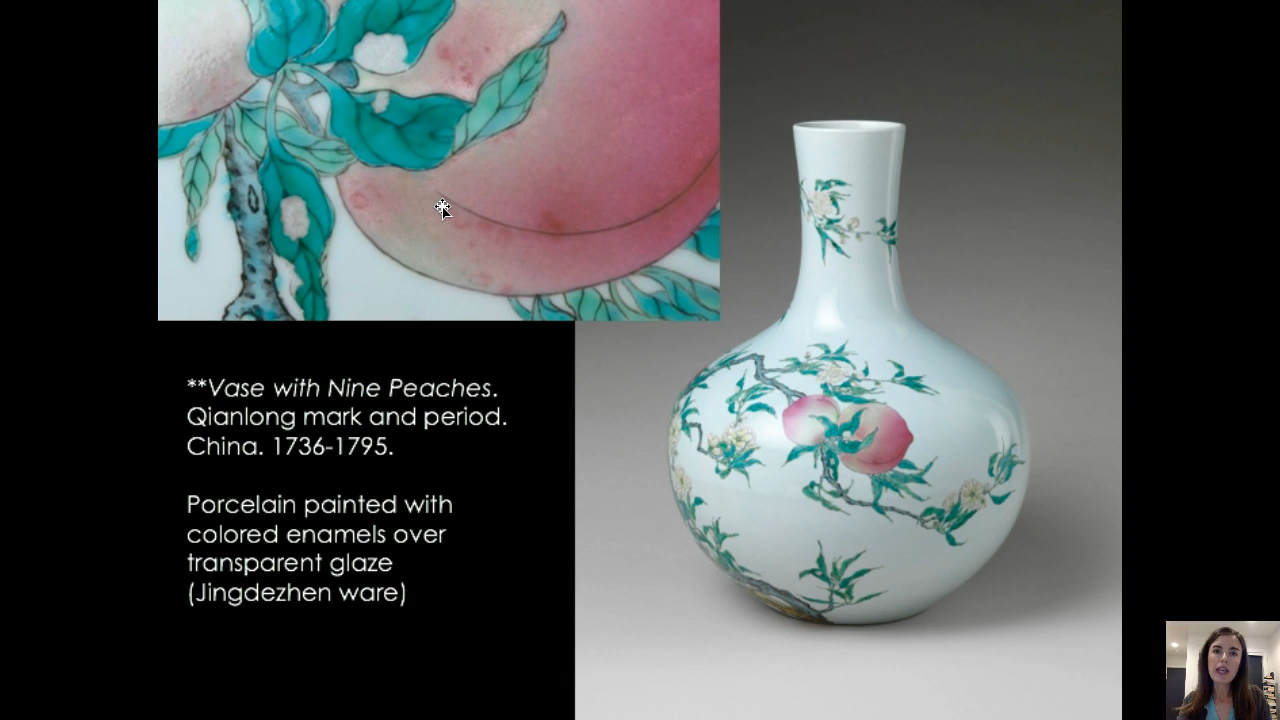 **Vase with Nine Peaches.
Qianlong mark and period.
China. 1736-1795.
Porcelain painted with
colored enamels over
transparent glaze
(Jingdezhen ware)